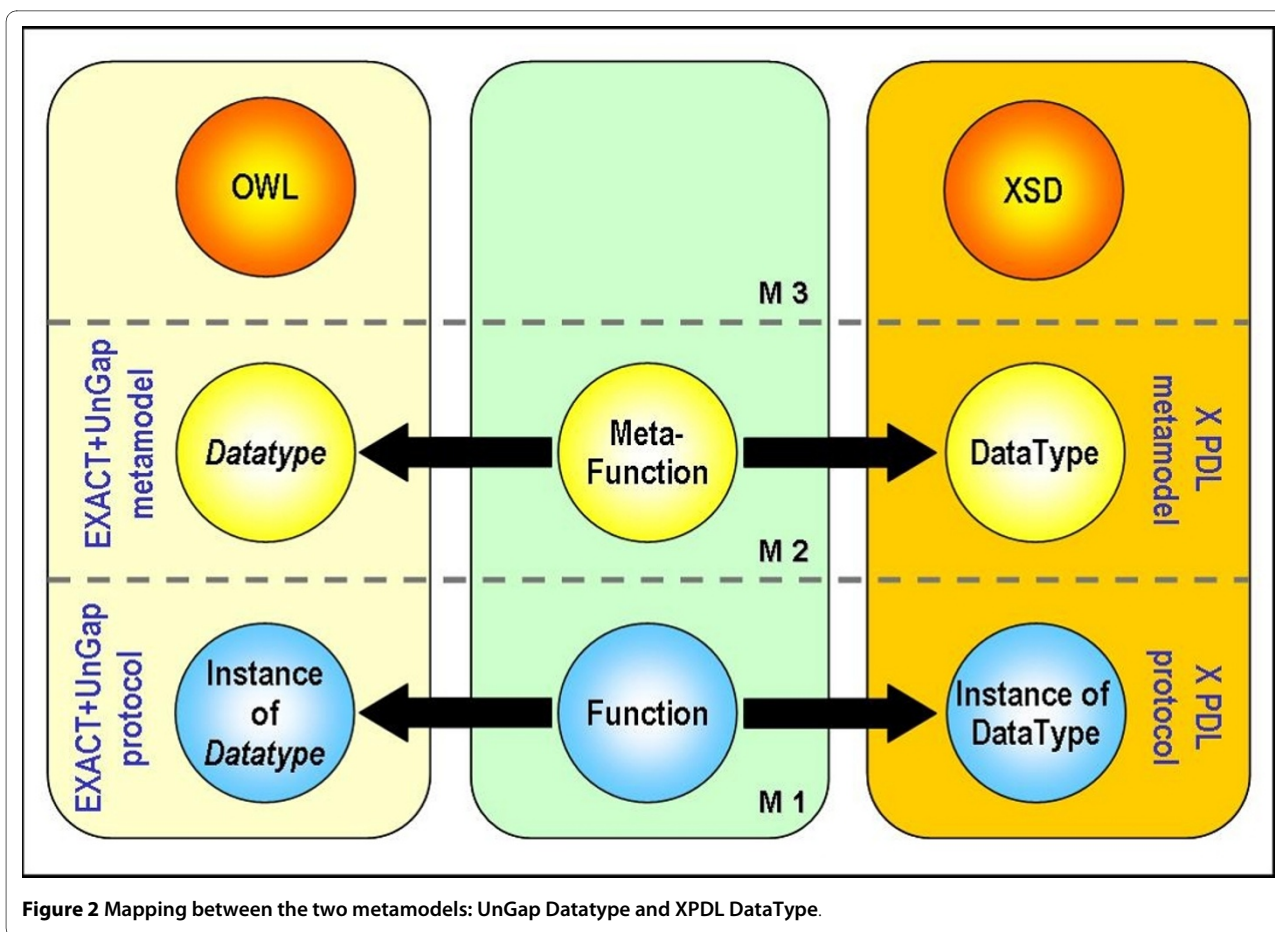 OWL
XSD
M 3
EXACT+UnGap
metamodel
Datatype
Meta-
Function
DataType
X PDL
metamodel
M 2
EXACT+UnGap
protocol
Instance
of
Datatype
Function
Instance of
DataType
X PDL
protocol
M 1
Figure 2 Mapping between the two metamodels: UnGap Datatype and XPDL DataType.